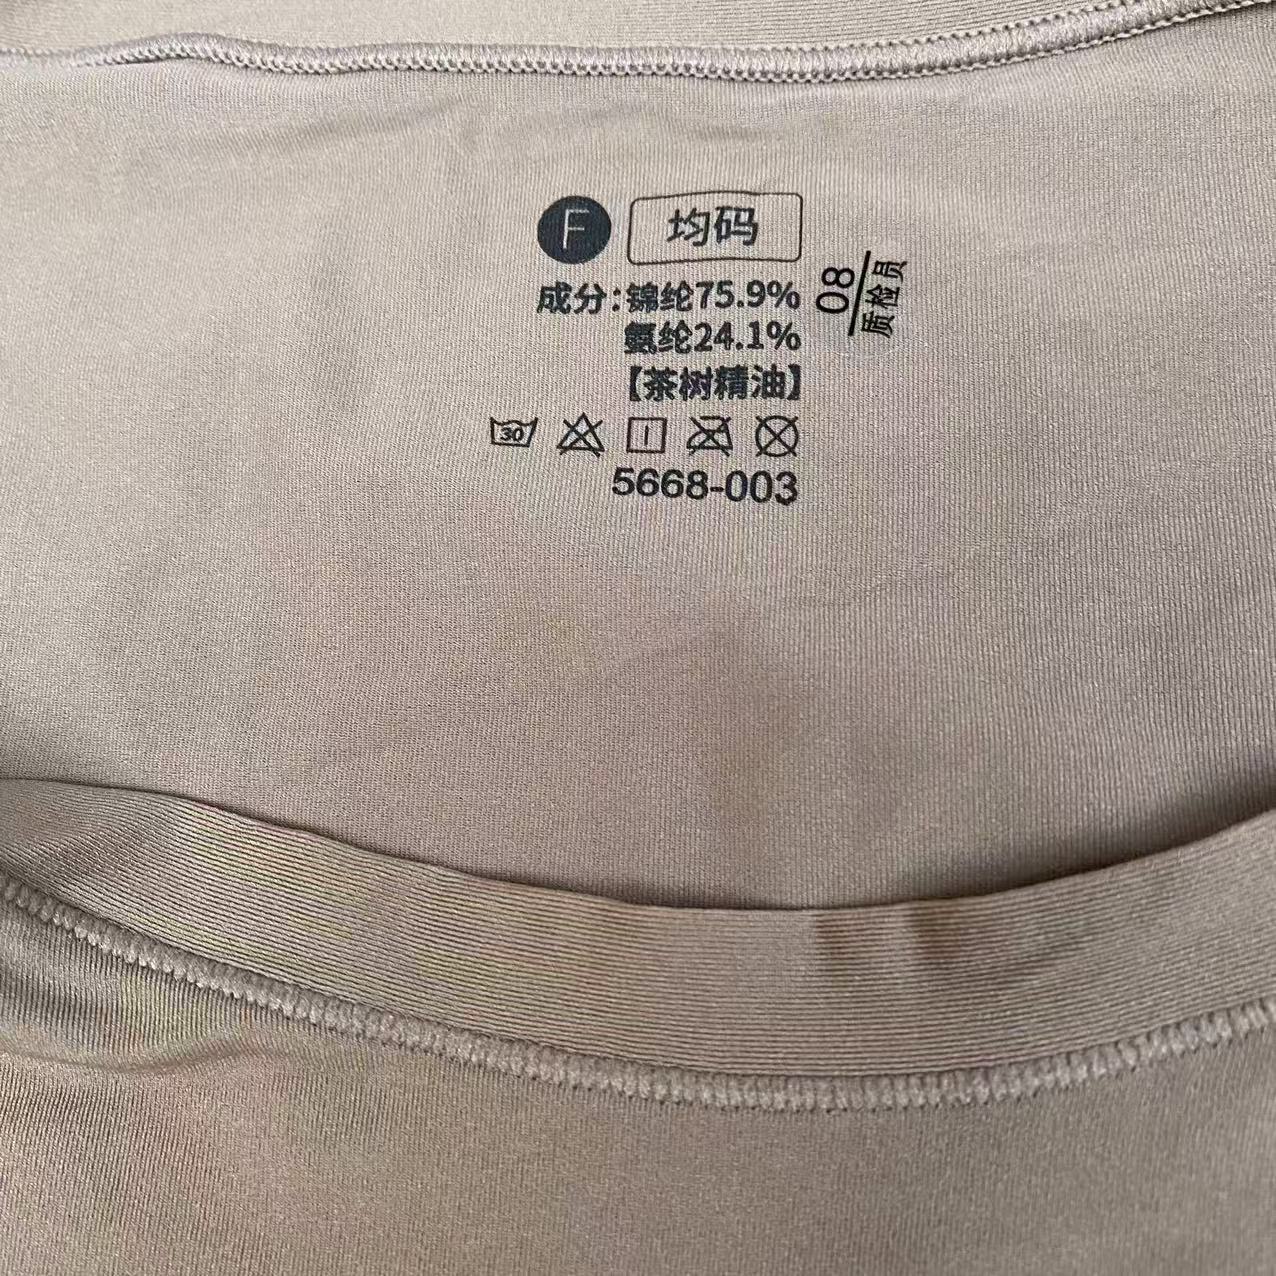 F 均码
成分:锦纶75.9%
氨纶24.1%
【茶树精油】
30
5668-003
08
质检员